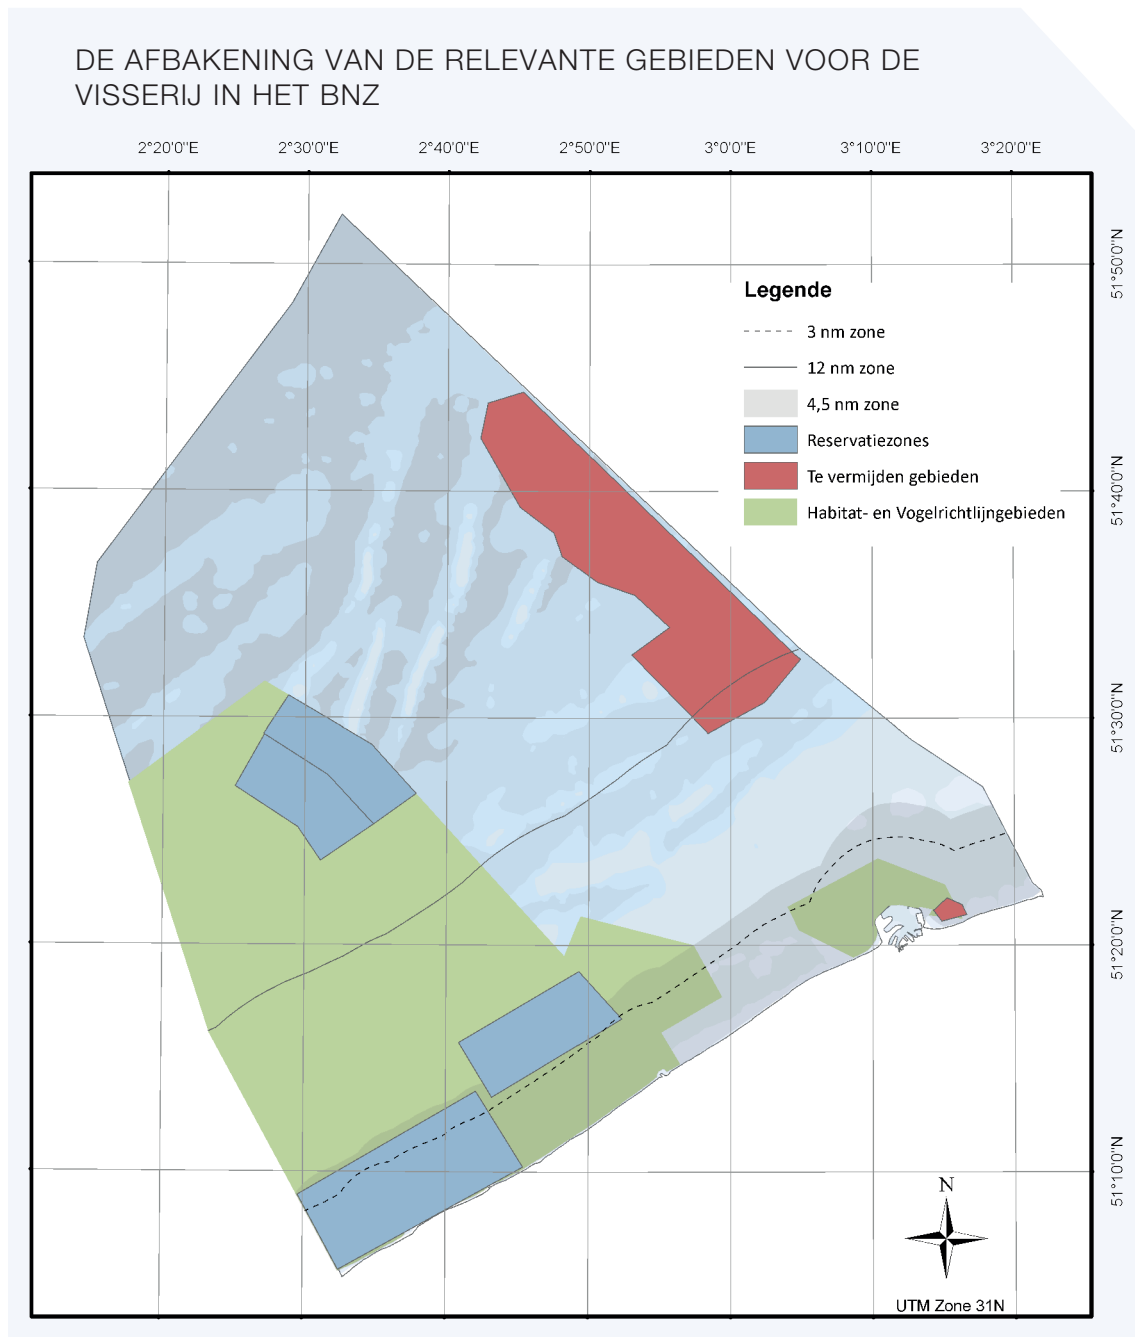 DE AFBAKENING VAN DE RELEVANTE GEBIEDEN VOOR DE
VISSERIJ IN HET BNZ
2°20'0"E 2°30'0"E 2°40'0"E 2°50'0"E 3°0'0"E 3°10'0"E 3°20'0"E
51°50'0"N
Legende
3 nm zone
12 nm zone
4,5 nm zone
Reservatiezones
Te vermijden gebieden
Habitat- en Vogelrichtlijngebieden
51°40'0"N
51°30'0"N
51°20'0"N
51°10'0"N
N
UTM Zone 31N